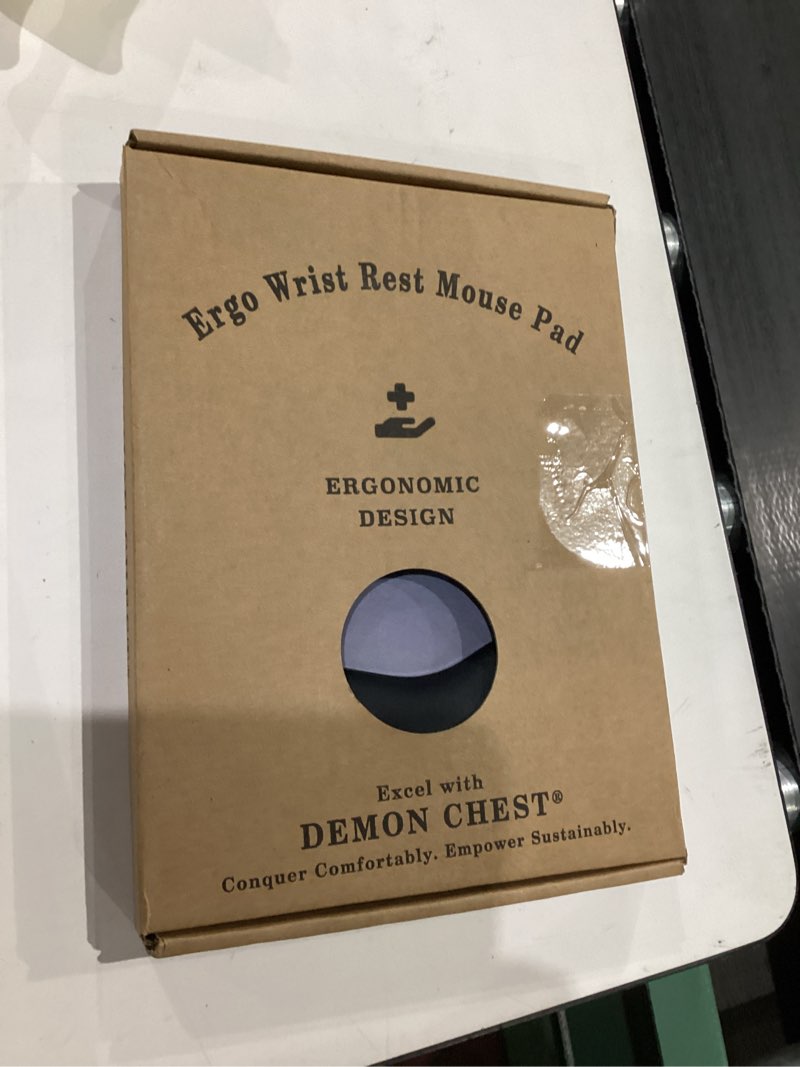 Ergo Wrist Rest Mouse Pad
ERGONOMIC
DESIGN
Excel with
DEMON CHEST®
Conquer Comfortably. Empower Sustainably.